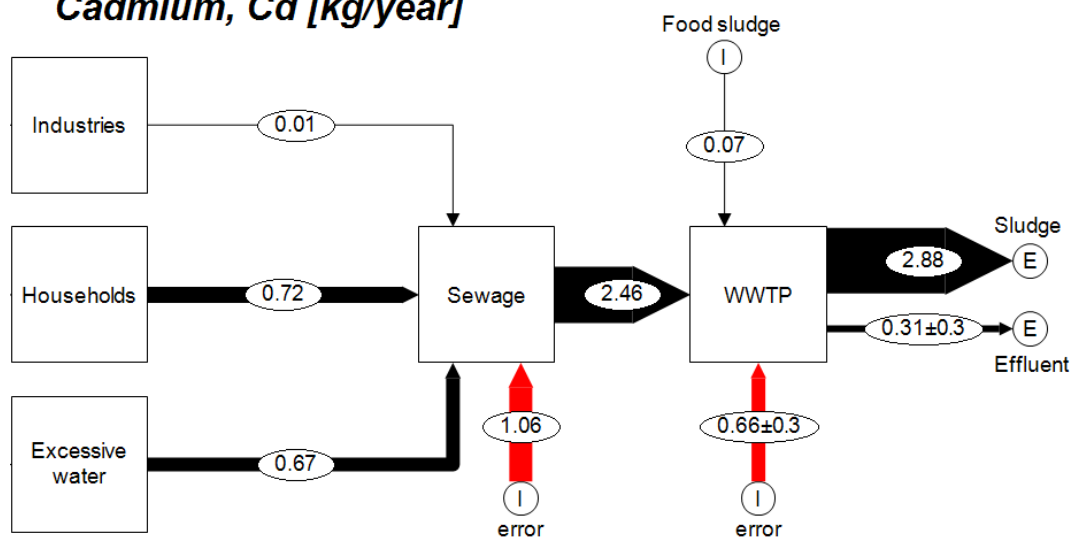 Cadmium, Cd [kg/year]
Food sludge
I
Industries
0.01
0.07
Sludge
E
2.88
Households
0.72
Sewage
2.46
WWTP
0.31±0.3
E
Effluent
Excessive
water
0.67
1.06
0.66±0.3
I
error
I
error